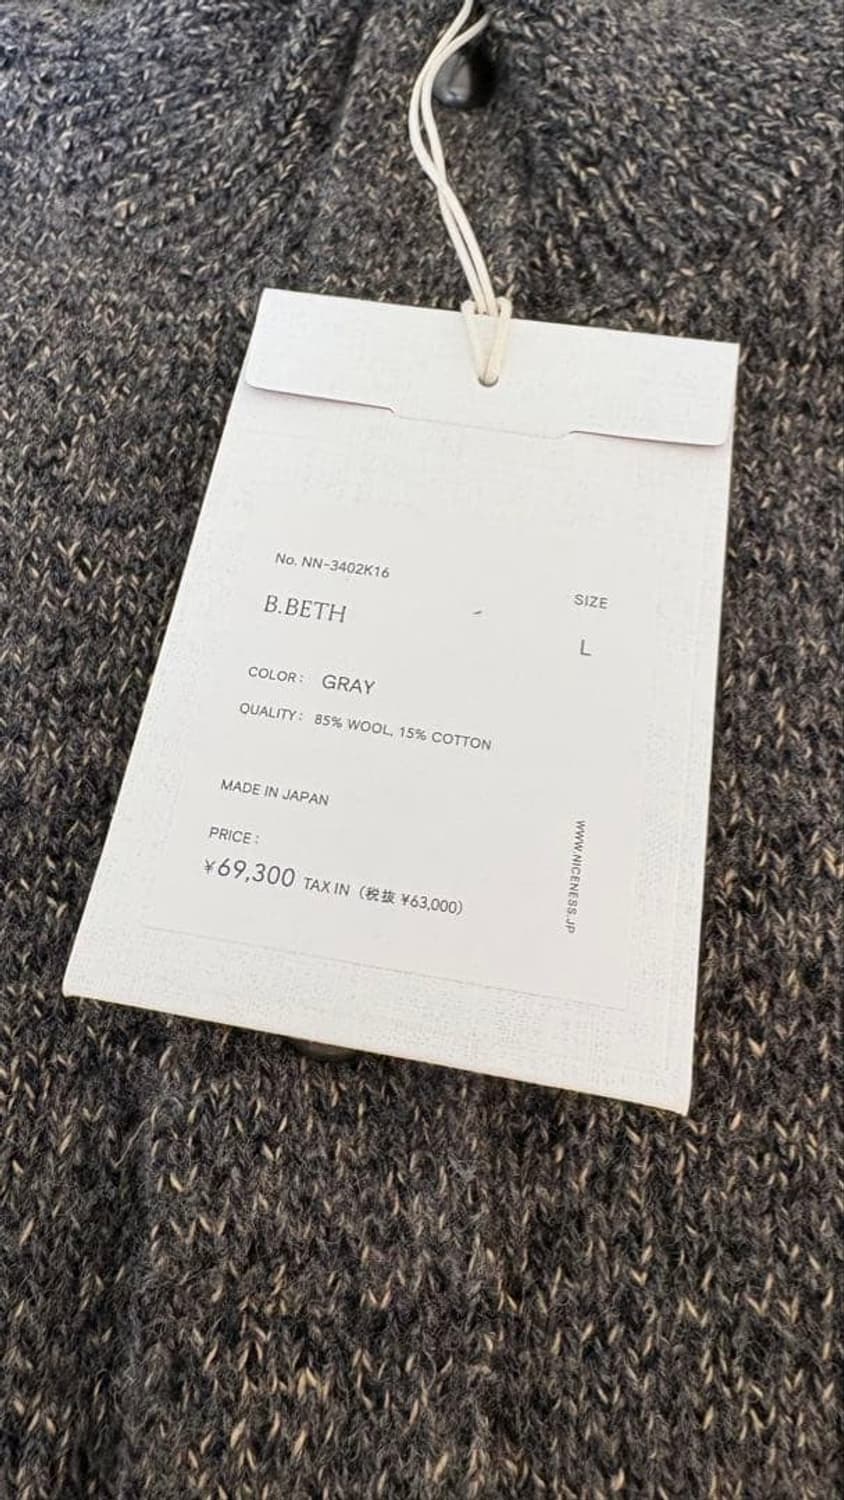 No. NN-3402K16
B.BETH
SIZE
L
COLOR: GRAY
QUALITY: 85% WOOL, 15% COTTON
MADE IN JAPAN
PRICE:
¥69,300 TAX IN (税抜 ¥63,000)
WWW.NICENESS.JP